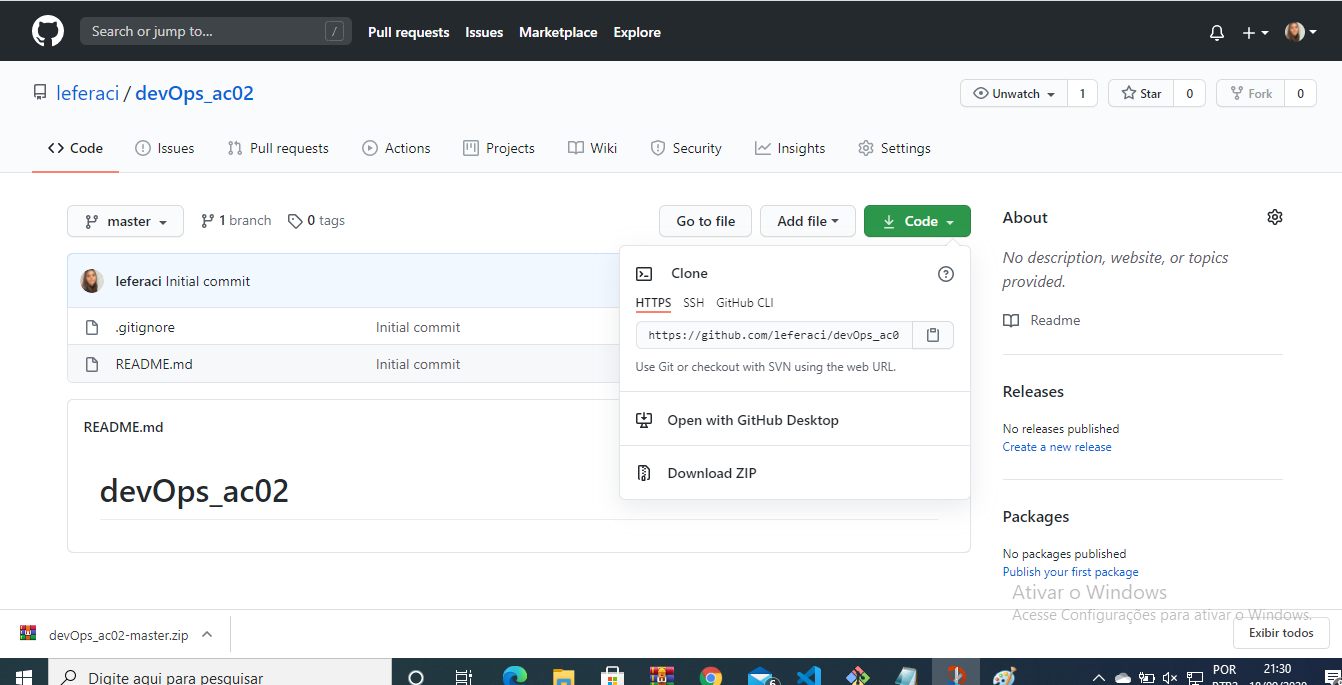 Search or jump to... /
Pull requests Issues Marketplace Explore
leferaci / devOps_ac02
Unwatch 1 Star 0 Fork 0
Code Issues Pull requests Actions Projects Wiki Security Insights Settings
master 1 branch 0 tags
Go to file Add file Code
leferaci Initial commit
.gitignore Initial commit
README.md Initial commit
Clone
HTTPS SSH GitHub CLI
https://github.com/leferaci/devOps_ac0
Use Git or checkout with SVN using the web URL.
Open with GitHub Desktop
Download ZIP
README.md
devOps_ac02
About
No description, website, or topics
provided.
Readme
Releases
No releases published
Create a new release
Packages
No packages published
Publish your first package
Ativar o Windows
Acesse Configurações para ativar o Windows.
devOps_ac02-master.zip
Exibir todos
Digite aqui para pesquisar
6
POR
PTB2
21:30
18/09/2020